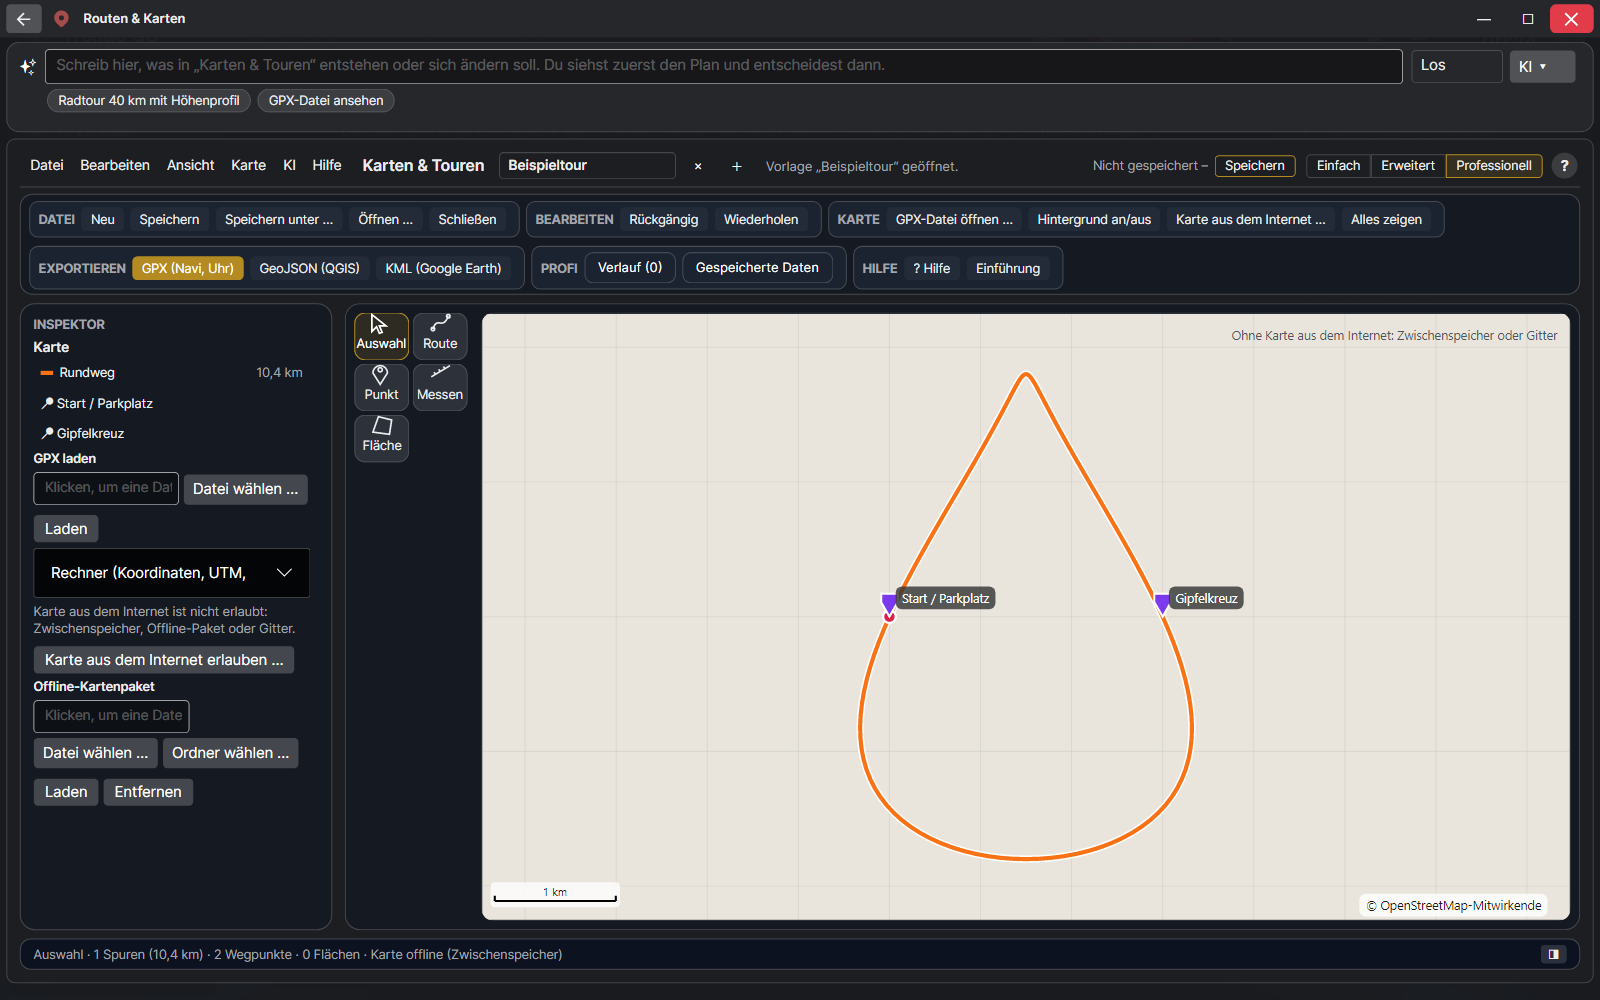 Routen & Karten
Schreib hier, was in „Karten & Touren“ entstehen oder sich ändern soll. Du siehst zuerst den Plan und entscheidest dann.
Los
KI ▾
Radtour 40 km mit Höhenprofil
GPX-Datei ansehen
Datei Bearbeiten Ansicht Karte KI Hilfe Karten & Touren Beispieltour × + Vorlage „Beispieltour“ geöffnet. Nicht gespeichert – Speichern Einfach Erweitert Professionell ?
DATEI Neu Speichern Speichern unter ... Öffnen ... Schließen BEARBEITEN Rückgängig Wiederholen KARTE GPX-Datei öffnen ... Hintergrund an/aus Karte aus dem Internet ... Alles zeigen
EXPORTIEREN GPX (Navi, Uhr) GeoJSON (QGIS) KML (Google Earth) PROFI Verlauf (0) Gespeicherte Daten HILFE ? Hilfe Einführung
INSPEKTOR
Karte
Rundweg 10,4 km
Start / Parkplatz
Gipfelkreuz
GPX laden
Klicken, um eine Dat Datei wählen ...
Laden
Rechner (Koordinaten, UTM,
Karte aus dem Internet ist nicht erlaubt:
Zwischenspeicher, Offline-Paket oder Gitter.
Karte aus dem Internet erlauben ...
Offline-Kartenpaket
Klicken, um eine Date
Datei wählen ... Ordner wählen ...
Laden Entfernen
Auswahl Route
Punkt Messen
Fläche
Ohne Karte aus dem Internet: Zwischenspeicher oder Gitter
Start / Parkplatz
Gipfelkreuz
1 km
© OpenStreetMap-Mitwirkende
Auswahl · 1 Spuren (10,4 km) · 2 Wegpunkte · 0 Flächen · Karte offline (Zwischenspeicher)